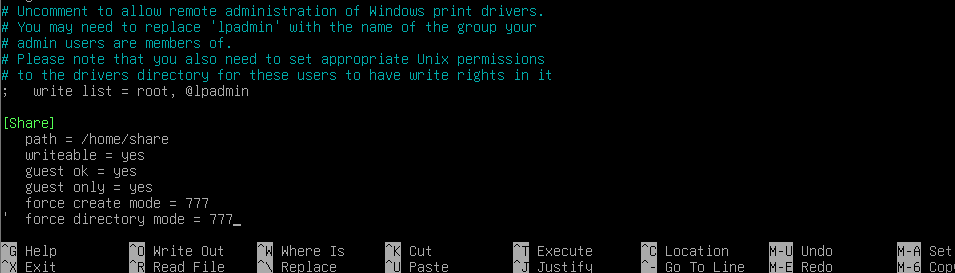 # Uncomment to allow remote administration of Windows print drivers.
# You may need to replace 'lpadmin' with the name of the group your
# admin users are members of.
# Please note that you also need to set appropriate Unix permissions
# to the drivers directory for these users to have write rights in it
;   write list = root, @lpadmin

[Share]
   path = /home/share
   writeable = yes
   guest ok = yes
   guest only = yes
   force create mode = 777
'  force directory mode = 777_

^G Help ^O Write Out ^W Where Is ^K Cut ^T Execute ^C Location M-U Undo M-A Set
^X Exit ^R Read File ^\ Replace ^U Paste ^J Justify ^- Go To Line M-E Redo M-6 Cop